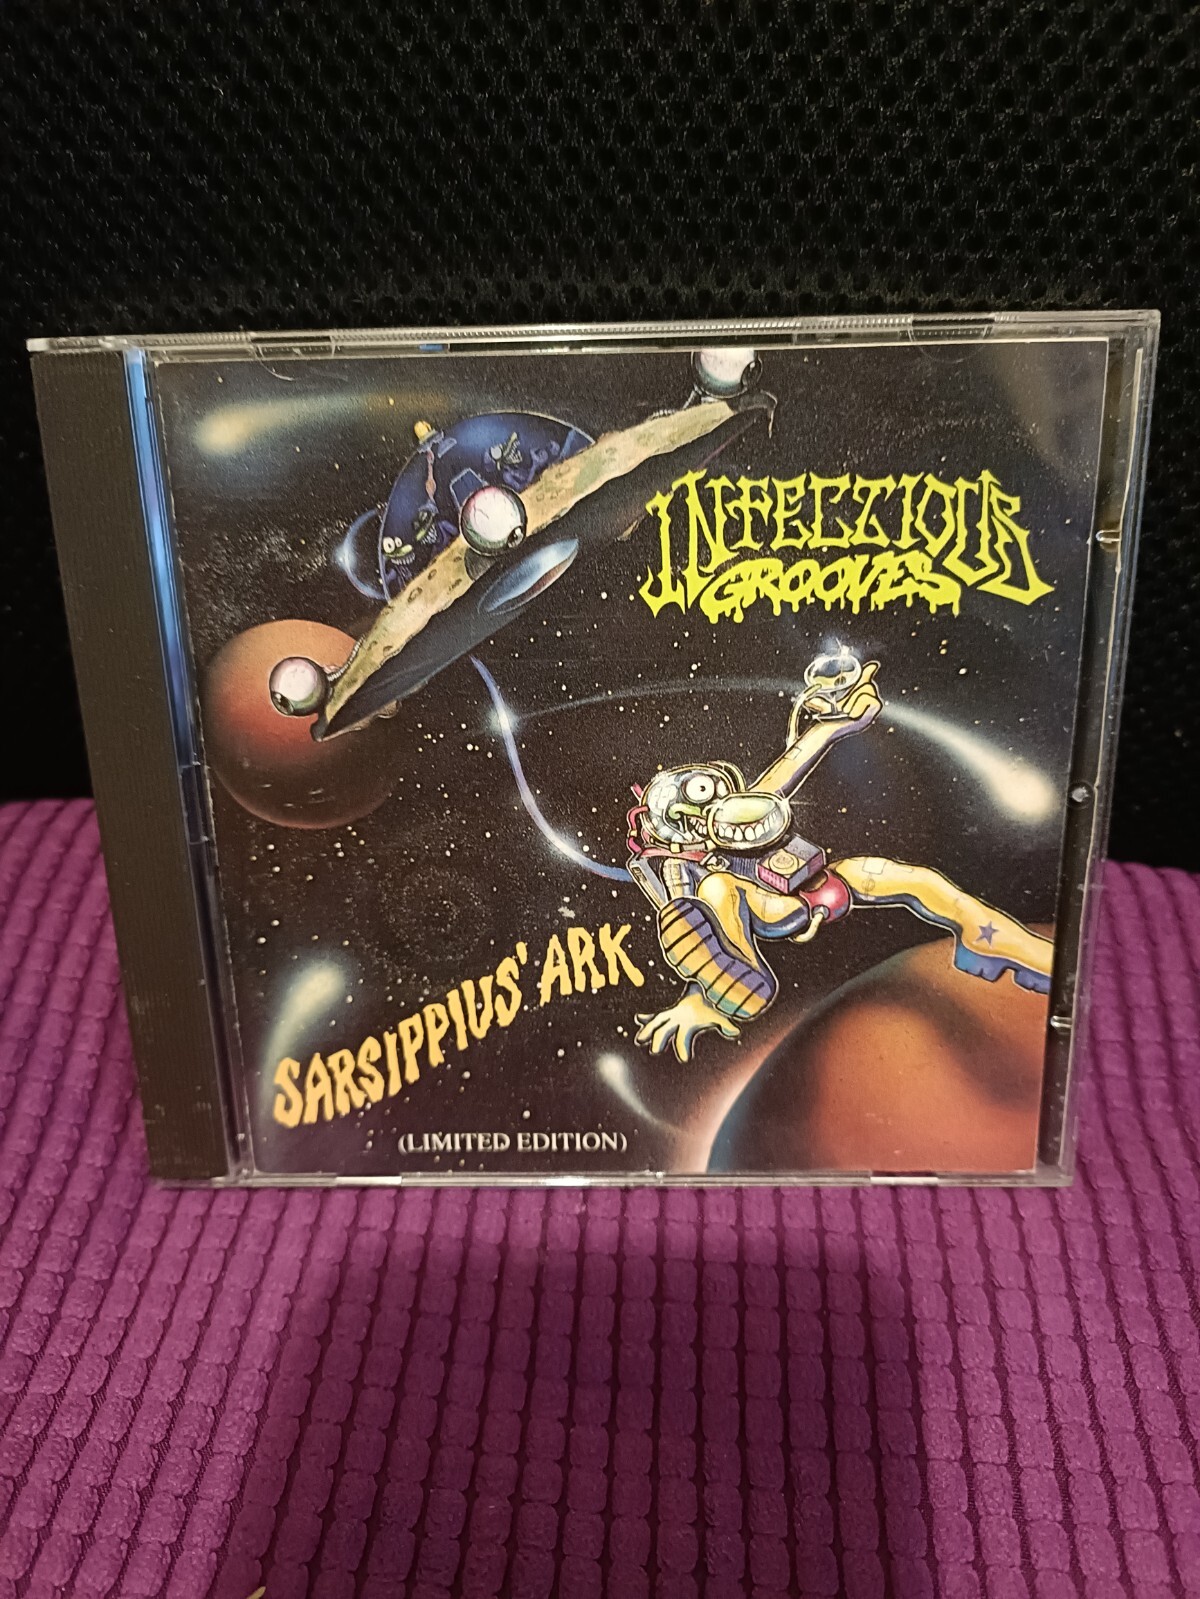 INFECTIOUS
GROOVES
SARSIPPIUS' ARK
(LIMITED EDITION)